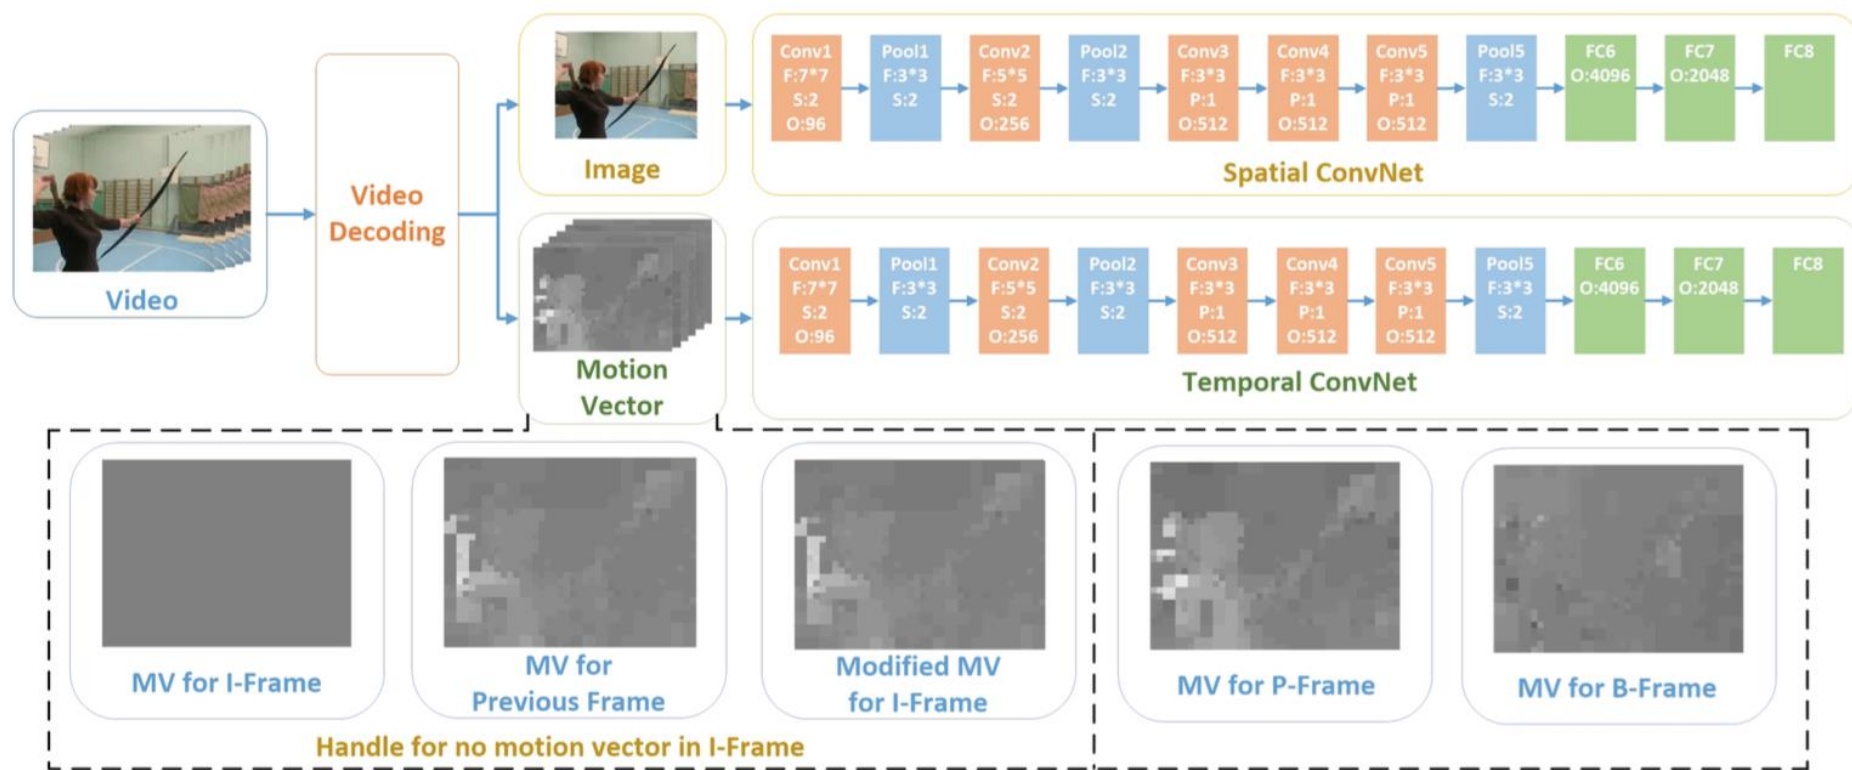 Video
Video
Decoding
Image
Motion
Vector
Conv1
F:7*7
S:2
O:96
Pool1
F:3*3
S:2
Conv2
F:5*5
S:2
O:256
Pool2
F:3*3
S:2
Conv3
F:3*3
P:1
O:512
Conv4
F:3*3
P:1
O:512
Conv5
F:3*3
P:1
O:512
Pool5
F:3*3
S:2
FC6
O:4096
FC7
O:2048
FC8
Spatial ConvNet
Conv1
F:7*7
S:2
O:96
Pool1
F:3*3
S:2
Conv2
F:5*5
S:2
O:256
Pool2
F:3*3
S:2
Conv3
F:3*3
P:1
O:512
Conv4
F:3*3
P:1
O:512
Conv5
F:3*3
P:1
O:512
Pool5
F:3*3
S:2
FC6
O:4096
FC7
O:2048
FC8
Temporal ConvNet
MV for I-Frame
MV for
Previous Frame
Modified MV
for I-Frame
Handle for no motion vector in I-Frame
MV for P-Frame
MV for B-Frame